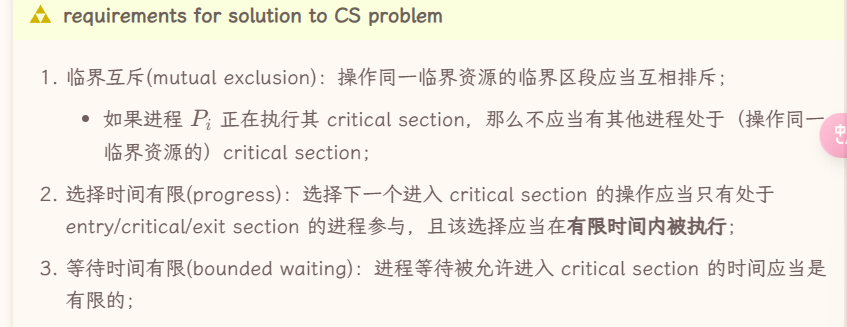 requirements for solution to CS problem
1. 临界互斥(mutual exclusion)：操作同一临界资源的临界区段应当互相排斥；
• 如果进程 Pi 正在执行其 critical section，那么不应当有其他进程处于（操作同一
临界资源的）critical section；
2. 选择时间有限(progress)：选择下一个进入 critical section 的操作应当只有处于
entry/critical/exit section 的进程参与，且该选择应当在有限时间内被执行；
3. 等待时间有限(bounded waiting)：进程等待被允许进入 critical section 的时间应当是
有限的；